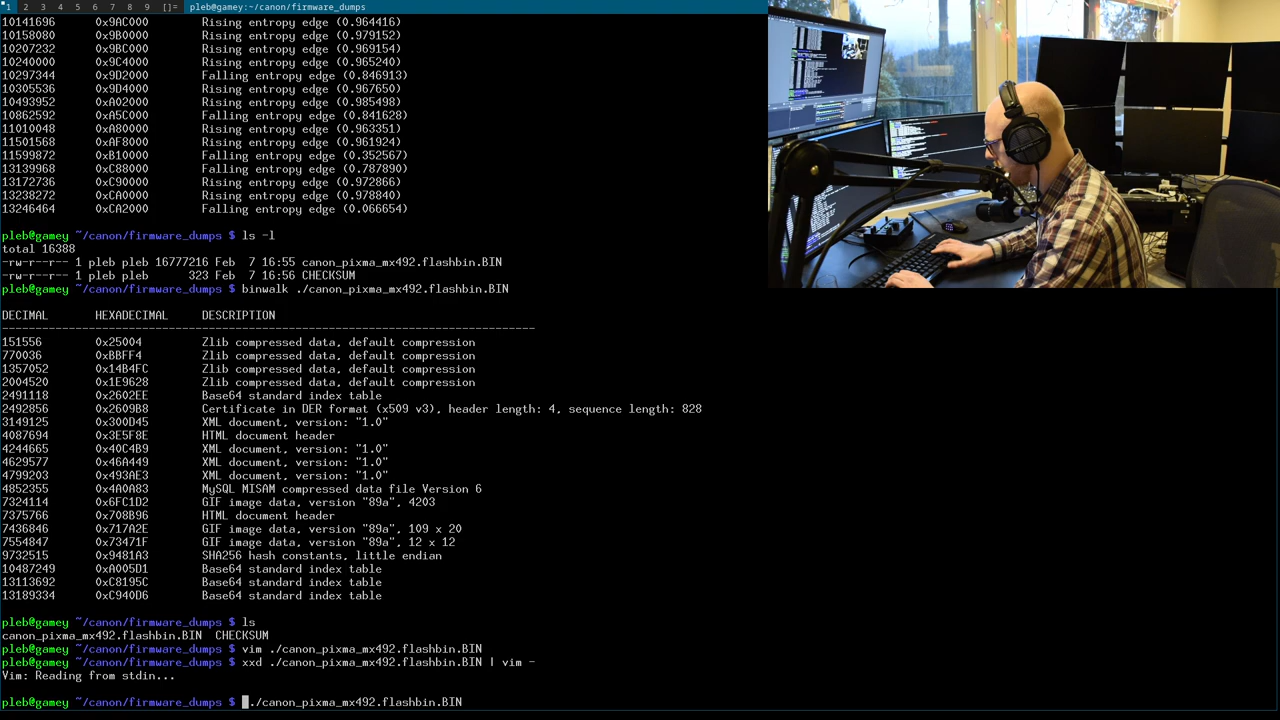 1 2 3 4 5 6 7 8 9 []= pleb@gamey:~/canon/firmware_dumps
10141696 0x9AC000 Rising entropy edge (0.964416)
10158080 0x9B0000 Rising entropy edge (0.979152)
10207232 0x9BC000 Rising entropy edge (0.969154)
10240000 0x9C4000 Rising entropy edge (0.965240)
10297344 0x9D2000 Falling entropy edge (0.846913)
10305536 0x9D4000 Rising entropy edge (0.967650)
10493952 0xA02000 Rising entropy edge (0.985498)
10862592 0xA5C000 Falling entropy edge (0.841628)
11010048 0xA80000 Rising entropy edge (0.963351)
11501568 0xAF8000 Rising entropy edge (0.961924)
11599872 0xB10000 Falling entropy edge (0.352567)
13139968 0xC88000 Falling entropy edge (0.787890)
13172736 0xC90000 Rising entropy edge (0.972866)
13238272 0xCA0000 Rising entropy edge (0.978840)
13246464 0xCA2000 Falling entropy edge (0.066654)
pleb@gamey ~/canon/firmware_dumps $ ls -l
total 16388
-rw-r--r-- 1 pleb pleb 16777216 Feb 7 16:55 canon_pixma_mx492.flashbin.BIN
-rw-r--r-- 1 pleb pleb 323 Feb 7 16:56 CHECKSUM
pleb@gamey ~/canon/firmware_dumps $ binwalk ./canon_pixma_mx492.flashbin.BIN
DECIMAL HEXADECIMAL DESCRIPTION
--------------------------------------------------------------------------------
151556 0x25004 Zlib compressed data, default compression
770036 0xBBFF4 Zlib compressed data, default compression
1357052 0x14B4FC Zlib compressed data, default compression
2004520 0x1E9628 Zlib compressed data, default compression
2491118 0x2602EE Base64 standard index table
2492856 0x2609B8 Certificate in DER format (x509 v3), header length: 4, sequence length: 828
3149125 0x300D45 XML document, version: "1.0"
4087694 0x3E5F8E HTML document header
4244665 0x40C4B9 XML document, version: "1.0"
4629577 0x46A449 XML document, version: "1.0"
4799203 0x493AE3 XML document, version: "1.0"
4852355 0x4A0A83 MySQL MISAM compressed data file Version 6
7324114 0x6FC1D2 GIF image data, version "89a", 4203
7375766 0x708B96 HTML document header
7436846 0x717A2E GIF image data, version "89a", 109 x 20
7554847 0x73471F GIF image data, version "89a", 12 x 12
9732515 0x9481A3 SHA256 hash constants, little endian
10487249 0xA005D1 Base64 standard index table
13113692 0xC8195C Base64 standard index table
13189334 0xC940D6 Base64 standard index table
pleb@gamey ~/canon/firmware_dumps $ ls
canon_pixma_mx492.flashbin.BIN CHECKSUM
pleb@gamey ~/canon/firmware_dumps $ vim ./canon_pixma_mx492.flashbin.BIN
pleb@gamey ~/canon/firmware_dumps $ xxd ./canon_pixma_mx492.flashbin.BIN | vim -
Vim: Reading from stdin...
pleb@gamey ~/canon/firmware_dumps $ ./canon_pixma_mx492.flashbin.BIN